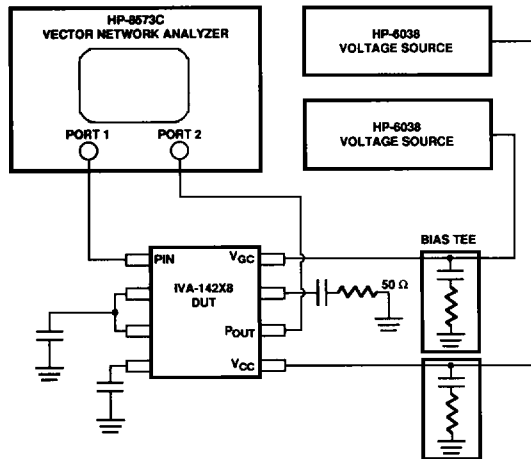 HP-8573C
VECTOR NETWORK ANALYZER
PORT 1
PORT 2
HP-6038
VOLTAGE SOURCE
HP-6038
VOLTAGE SOURCE
BIAS TEE
PIN
VGC
IVA-142X8
DUT
50 Ω
POUT
VCC